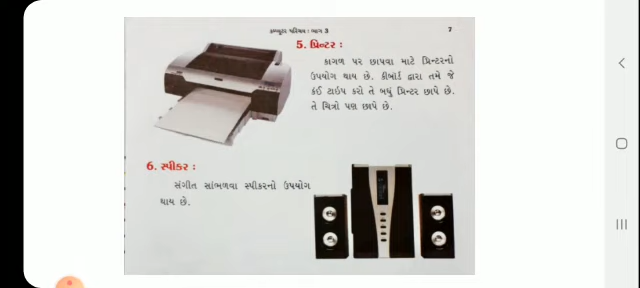 કમ્પ્યુટર પરિચય : ભાગ 3
7
5. પ્રિન્ટર :
કાગળ પર છાપવા માટે પ્રિન્ટરનો
ઉપયોગ થાય છે. કીબોર્ડ દ્વારા તમે જે
કંઈ ટાઇપ કરો તે બધું પ્રિન્ટર છાપે છે.
તે ચિત્રો પણ છાપે છે.
6. સ્પીકર :
સંગીત સાંભળવા સ્પીકરનો ઉપયોગ
થાય છે.